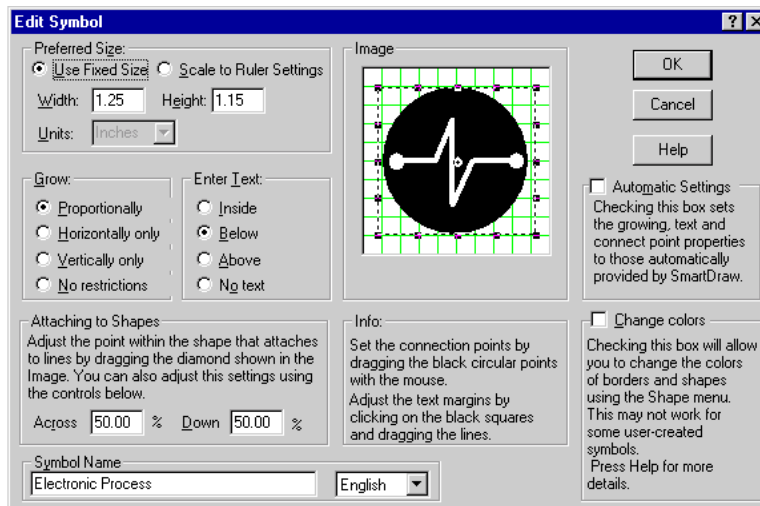 Edit Symbol
Preferred Size:
Use Fixed Size Scale to Ruler Settings
Width: 1.25 Height: 1.15
Units: Inches
Image
OK
Cancel
Help
Grow:
Proportionally
Horizontally only
Vertically only
No restrictions
Enter Text:
Inside
Below
Above
No text
Automatic Settings
Checking this box sets
the growing, text and
connect point properties
to those automatically
provided by SmartDraw.
Attaching to Shapes
Adjust the point within the shape that attaches
to lines by dragging the diamond shown in the
Image. You can also adjust this settings using
the controls below.
Across 50.00 % Down 50.00 %
Info:
Set the connection points by
dragging the black circular points
with the mouse.
Adjust the text margins by
clicking on the black squares
and dragging the lines.
Change colors
Checking this box will allow
you to change the colors
of borders and shapes
using the Shape menu.
This may not work for
some user-created
symbols.
Press Help for more
details.
Symbol Name
Electronic Process English